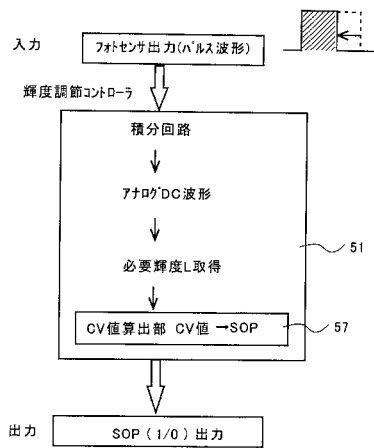 入力
フォトセンサ出力(パルス波形)
輝度調節コントローラ
積分回路
アナログDC波形
必要輝度L取得
51
CV値算出部 CV値→SOP
57
出力
SOP(1/0)出力